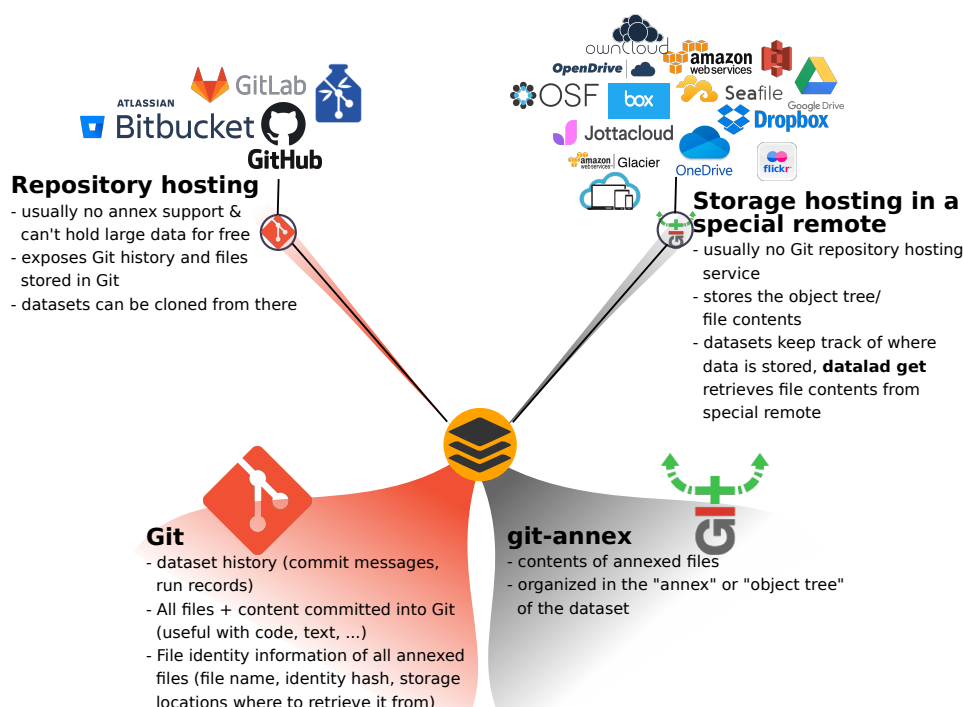 GitLab
ATLASSIAN
Bitbucket
GitHub
Repository hosting
- usually no annex support &
can't hold large data for free
- exposes Git history and files
stored in Git
- datasets can be cloned from there
ownCloud
OpenDrive
amazon
web services
OSF
box
Seafile
Google Drive
Dropbox
Jottacloud
amazon
web services
Glacier
OneDrive
flickr
Storage hosting in a
special remote
- usually no Git repository hosting
service
- stores the object tree/
file contents
- datasets keep track of where
data is stored, datalad get
retrieves file contents from
special remote
GIT
Git
- dataset history (commit messages,
run records)
- All files + content committed into Git
(useful with code, text, ...)
- File identity information of all annexed
files (file name, identity hash, storage
locations where to retrieve it from)
GIT
git-annex
- contents of annexed files
- organized in the "annex" or "object tree"
of the dataset